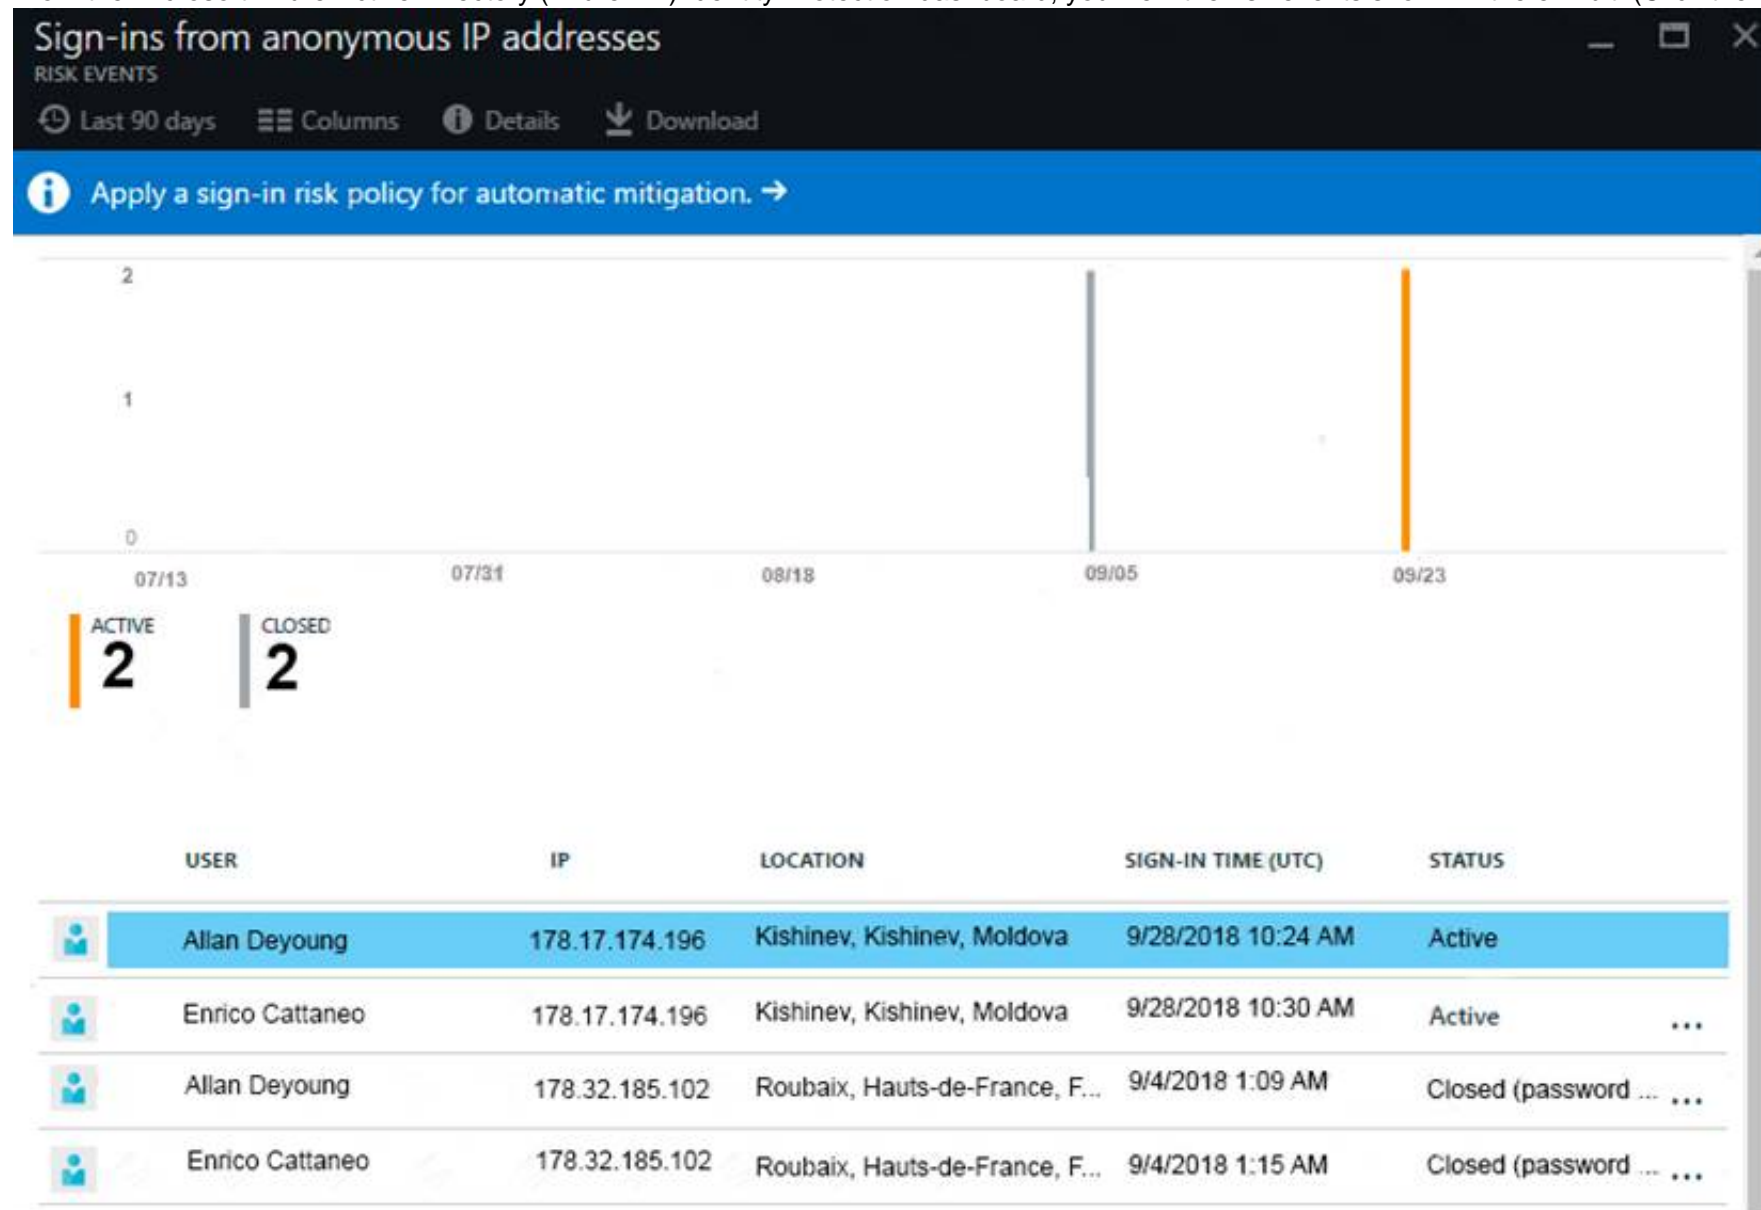 Sign-ins from anonymous IP addresses
RISK EVENTS
Last 90 days Columns Details Download
Apply a sign-in risk policy for automatic mitigation. →
2
1
0
07/13 07/31 08/18 09/05 09/23
ACTIVE CLOSED
2 2
USER IP LOCATION SIGN-IN TIME (UTC) STATUS
Allan Deyoung 178.17.174.196 Kishinev, Kishinev, Moldova 9/28/2018 10:24 AM Active
Enrico Cattaneo 178.17.174.196 Kishinev, Kishinev, Moldova 9/28/2018 10:30 AM Active ...
Allan Deyoung 178.32.185.102 Roubaix, Hauts-de-France, F... 9/4/2018 1:09 AM Closed (password ... ...
Enrico Cattaneo 178.32.185.102 Roubaix, Hauts-de-France, F... 9/4/2018 1:15 AM Closed (password ... ...